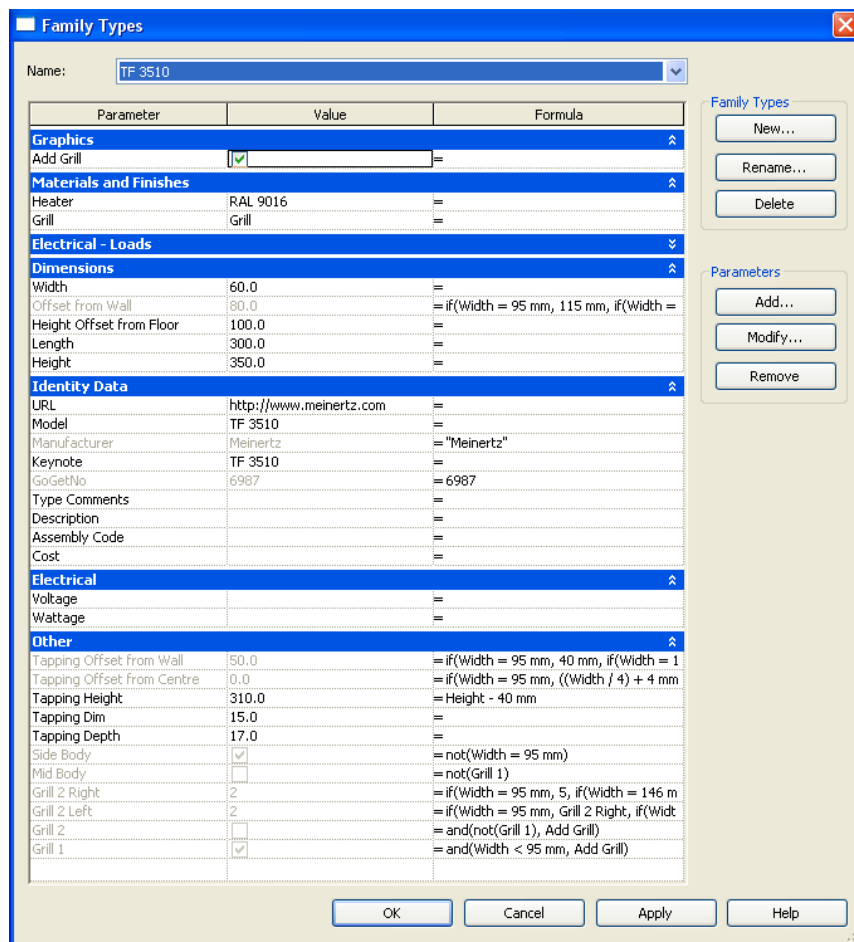 Family Types
Name: TF 3510
Parameter Value Formula
Graphics
Add Grill =
Materials and Finishes
Heater RAL 9016 =
Grill Grill =
Electrical - Loads
Dimensions
Width 60.0 =
Offset from Wall 80.0 = if(Width = 95 mm, 115 mm, if(Width =
Height Offset from Floor 100.0 =
Length 300.0 =
Height 350.0 =
Identity Data
URL http://www.meinertz.com =
Model TF 3510 =
Manufacturer Meinertz = "Meinertz"
Keynote TF 3510 =
GoGetNo 6987 = 6987
Type Comments =
Description =
Assembly Code =
Cost =
Electrical
Voltage =
Wattage =
Other
Tapping Offset from Wall 50.0 = if(Width = 95 mm, 40 mm, if(Width = 1
Tapping Offset from Centre 0.0 = if(Width = 95 mm, ((Width / 4) + 4 mm
Tapping Height 310.0 = Height - 40 mm
Tapping Dim 15.0 =
Tapping Depth 17.0 =
Side Body = not(Width = 95 mm)
Mid Body = not(Grill 1)
Grill 2 Right 2 = if(Width = 95 mm, 5, if(Width = 146 m
Grill 2 Left 2 = if(Width = 95 mm, Grill 2 Right, if(Widt
Grill 2 = and(not(Grill 1), Add Grill)
Grill 1 = and(Width < 95 mm, Add Grill)
Family Types
New...
Rename...
Delete
Parameters
Add...
Modify...
Remove
OK Cancel Apply Help